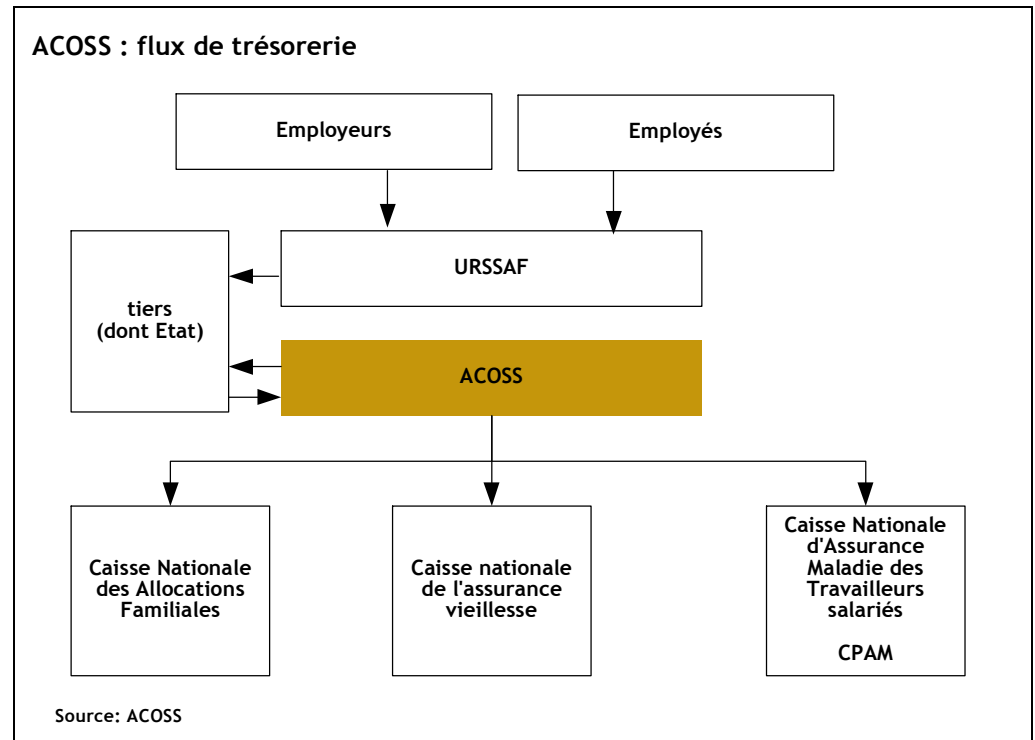 ACOSS : flux de trésorerie
Employeurs
Employés
URSSAF
tiers
(dont Etat)
ACOSS
Caisse Nationale
des Allocations
Familiales
Caisse nationale
de l'assurance
vieillesse
Caisse Nationale
d'Assurance
Maladie des
Travailleurs
salariés
CPAM
Source: ACOSS